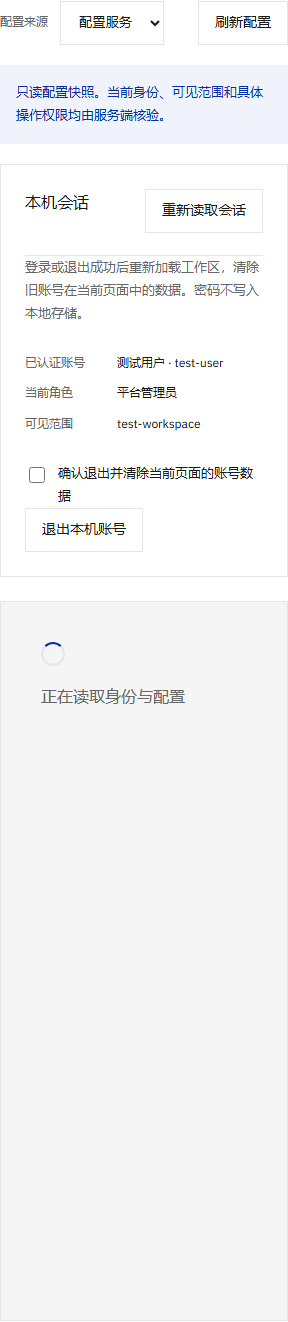 配置来源
配置服务
刷新配置
只读配置快照。当前身份、可见范围和具体
操作权限均由服务端核验。
本机会话
重新读取会话
登录或退出成功后重新加载工作区，清除
旧账号在当前页面中的数据。密码不写入
本地存储。
已认证账号 测试用户 · test-user
当前角色 平台管理员
可见范围 test-workspace
确认退出并清除当前页面的账号数
据
退出本机账号
正在读取身份与配置